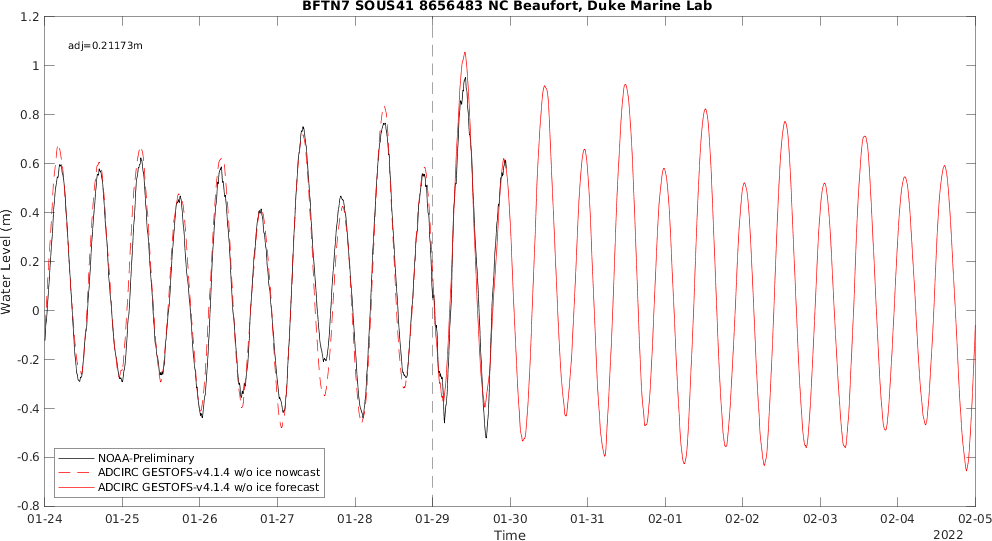 BFTN7 SOUS41 8656483 NC Beaufort, Duke Marine Lab
1.2
adj=0.21173m
1
0.8
0.6
0.4
0.2
0
-0.2
-0.4
-0.6
-0.8
Water Level (m)
NOAA-Preliminary
ADCIRC GESTOFS-v4.1.4 w/o ice nowcast
ADCIRC GESTOFS-v4.1.4 w/o ice forecast
01-24 01-25 01-26 01-27 01-28 01-29 01-30 01-31 02-01 02-02 02-03 02-04 02-05
Time
2022